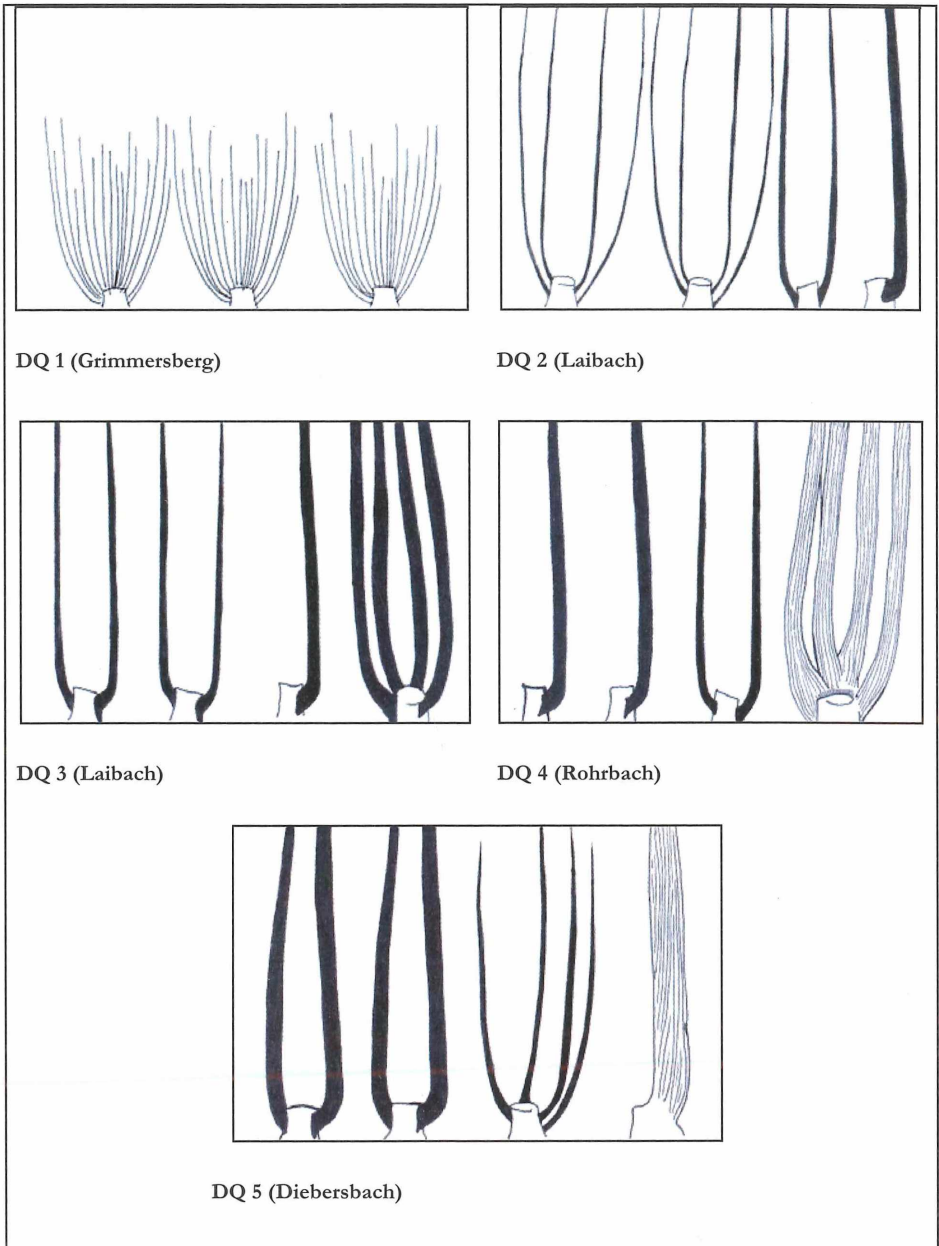 DQ 1 (Grimmersberg)
DQ 2 (Laibach)
DQ 3 (Laibach)
DQ 4 (Rohrbach)
DQ 5 (Diebersbach)